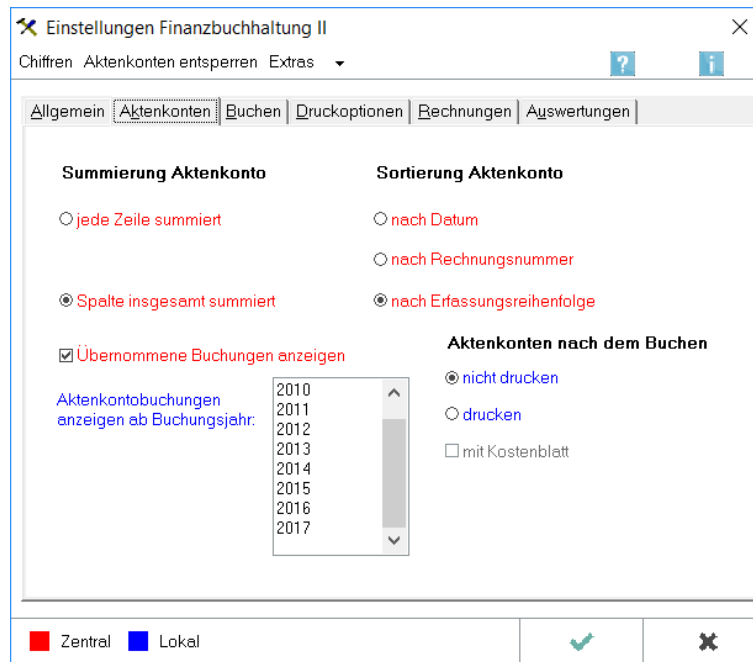 Einstellungen Finanzbuchhaltung II
Chiffren Aktenkonten entsperren Extras
Allgemein Aktenkonten Buchen Druckoptionen Rechnungen Auswertungen
Summierung Aktenkonto Sortierung Aktenkonto
jede Zeile summiert nach Datum
nach Rechnungsnummer
Spalte insgesamt summiert nach Erfassungsreihenfolge
Übernommene Buchungen anzeigen
Aktenkontobuchungen
anzeigen ab Buchungsjahr:
2010
2011
2012
2013
2014
2015
2016
2017
Aktenkonten nach dem Buchen
nicht drucken
drucken
mit Kostenblatt
Zentral Lokal